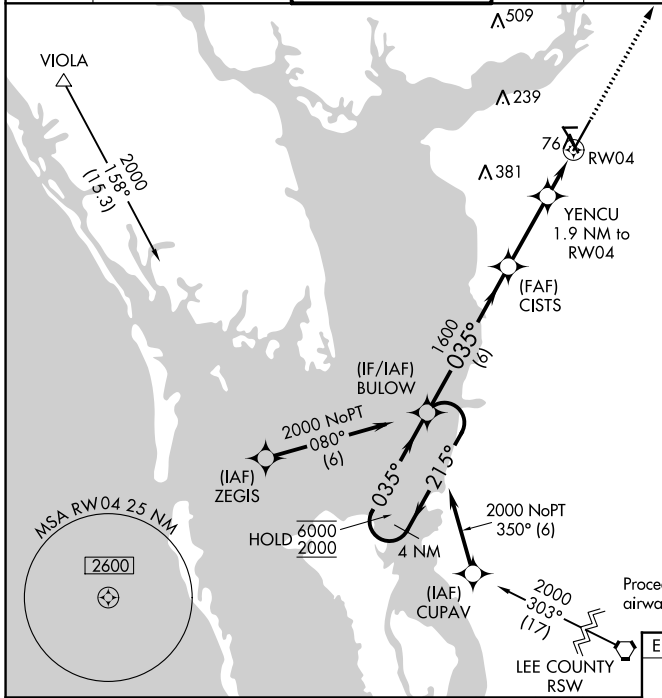 509
VIOLA
239
2000
158°
(15.3)
76
RW04
381
YENCU
1.9 NM to
RW04
(FAF)
CISTS
1600
035°
(6)
(IF/IAF)
BULOW
2000 NoPT
080°
(6)
(IAF)
ZEGIS
035°
215°
MSA RW04 25 NM
2600
HOLD 6000
2000
4 NM
2000 NoPT
350° (6)
(IAF)
CUPAV
2000
303°
(17)
Proced
airwa
E
LEE COUNTY
RSW